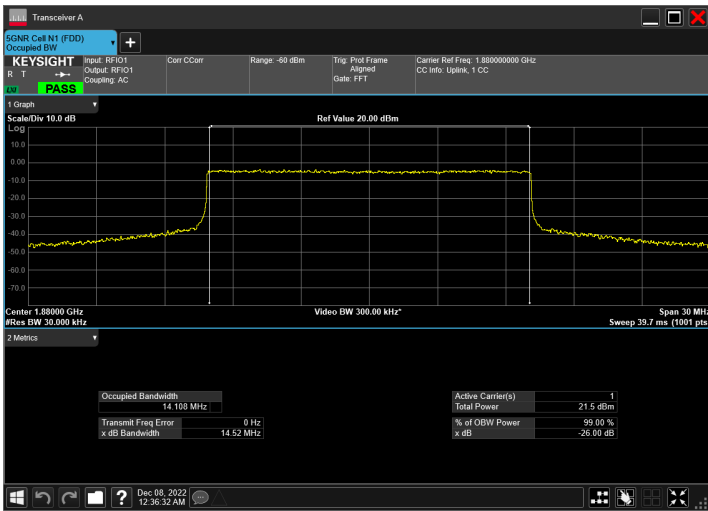 Transceiver A
5GNR Cell N1 (FDD)
Occupied BW
KEYSIGHT
R T
PASS
Input: RFIO1
Output: RFIO1
Coupling: AC
Corr CCorr
Range: -60 dBm
Trig: Prot Frame
Aligned
Gate: FFT
Carrier Ref Freq: 1.880000000 GHz
CC Info: Uplink, 1 CC
1 Graph
Scale/Div 10.0 dB
Ref Value 20.00 dBm
Log
10.0
0.00
-10.0
-20.0
-30.0
-40.0
-50.0
-60.0
-70.0
Center 1.88000 GHz
Video BW 300.00 kHz*
Span 30 MHz
#Res BW 30.000 kHz
Sweep 39.7 ms (1001 pts
2 Metrics
Occupied Bandwidth
14.108 MHz
Transmit Freq Error 0 Hz
x dB Bandwidth 14.52 MHz
Active Carrier(s) 1
Total Power 21.5 dBm
% of OBW Power 99.00 %
x dB -26.00 dB
Dec 08, 2022
12:36:32 AM